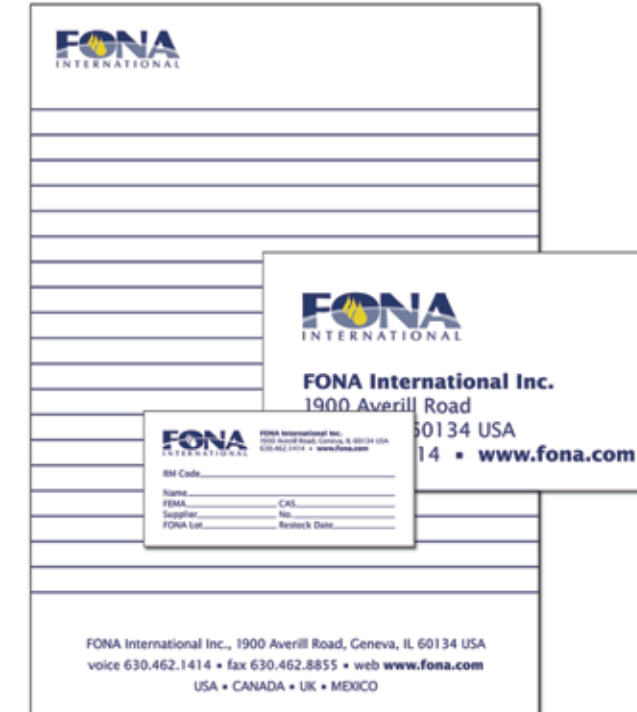 FONA
INTERNATIONAL
FONA
INTERNATIONAL
FONA International Inc.
1900 Averill Road
60134 USA
14 ▪ www.fona.com
FONA
INTERNATIONAL
FONA International Inc.
1900 Averill Road, Geneva, IL 60134 USA
630.462.1414 • www.fona.com
RM Code
Name
FEMA CAS
Supplier No.
FONA Lot Restock Date
FONA International Inc., 1900 Averill Road, Geneva, IL 60134 USA
voice 630.462.1414 • fax 630.462.8855 • web www.fona.com
USA • CANADA • UK • MEXICO